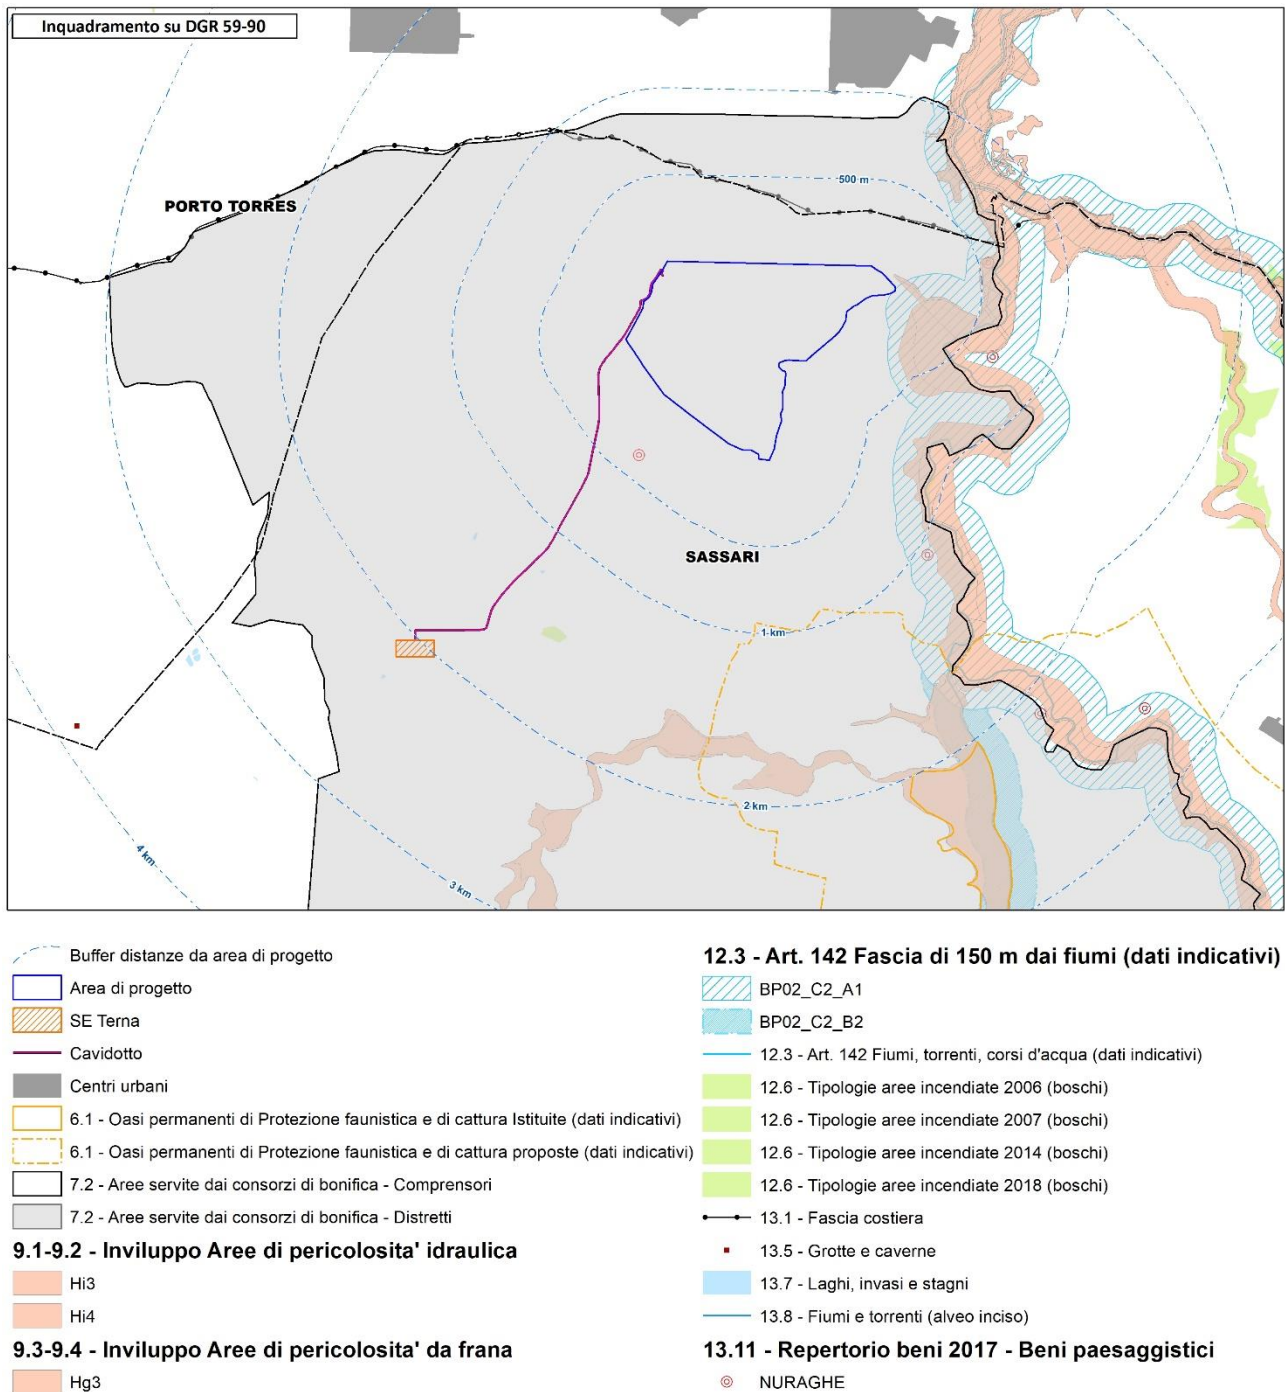 Inquadramento su DGR 59-90
500 m
PORTO TORRES
SASSARI
1 km
2 km
4 km
3 km
Buffer distanze da area di progetto
Area di progetto
SE Terna
Cavidotto
Centri urbani
6.1 - Oasi permanenti di Protezione faunistica e di cattura Istituite (dati indicativi)
6.1 - Oasi permanenti di Protezione faunistica e di cattura proposte (dati indicativi)
7.2 - Aree servite dai consorzi di bonifica - Comprensori
7.2 - Aree servite dai consorzi di bonifica - Distretti
9.1-9.2 - Inviluppo Aree di pericolosita' idraulica
Hi3
Hi4
9.3-9.4 - Inviluppo Aree di pericolosita' da frana
Hg3
12.3 - Art. 142 Fascia di 150 m dai fiumi (dati indicativi)
BP02_C2_A1
BP02_C2_B2
12.3 - Art. 142 Fiumi, torrenti, corsi d'acqua (dati indicativi)
12.6 - Tipologie aree incendiate 2006 (boschi)
12.6 - Tipologie aree incendiate 2007 (boschi)
12.6 - Tipologie aree incendiate 2014 (boschi)
12.6 - Tipologie aree incendiate 2018 (boschi)
13.1 - Fascia costiera
13.5 - Grotte e caverne
13.7 - Laghi, invasi e stagni
13.8 - Fiumi e torrenti (alveo inciso)
13.11 - Repertorio beni 2017 - Beni paesaggistici
NURAGHE